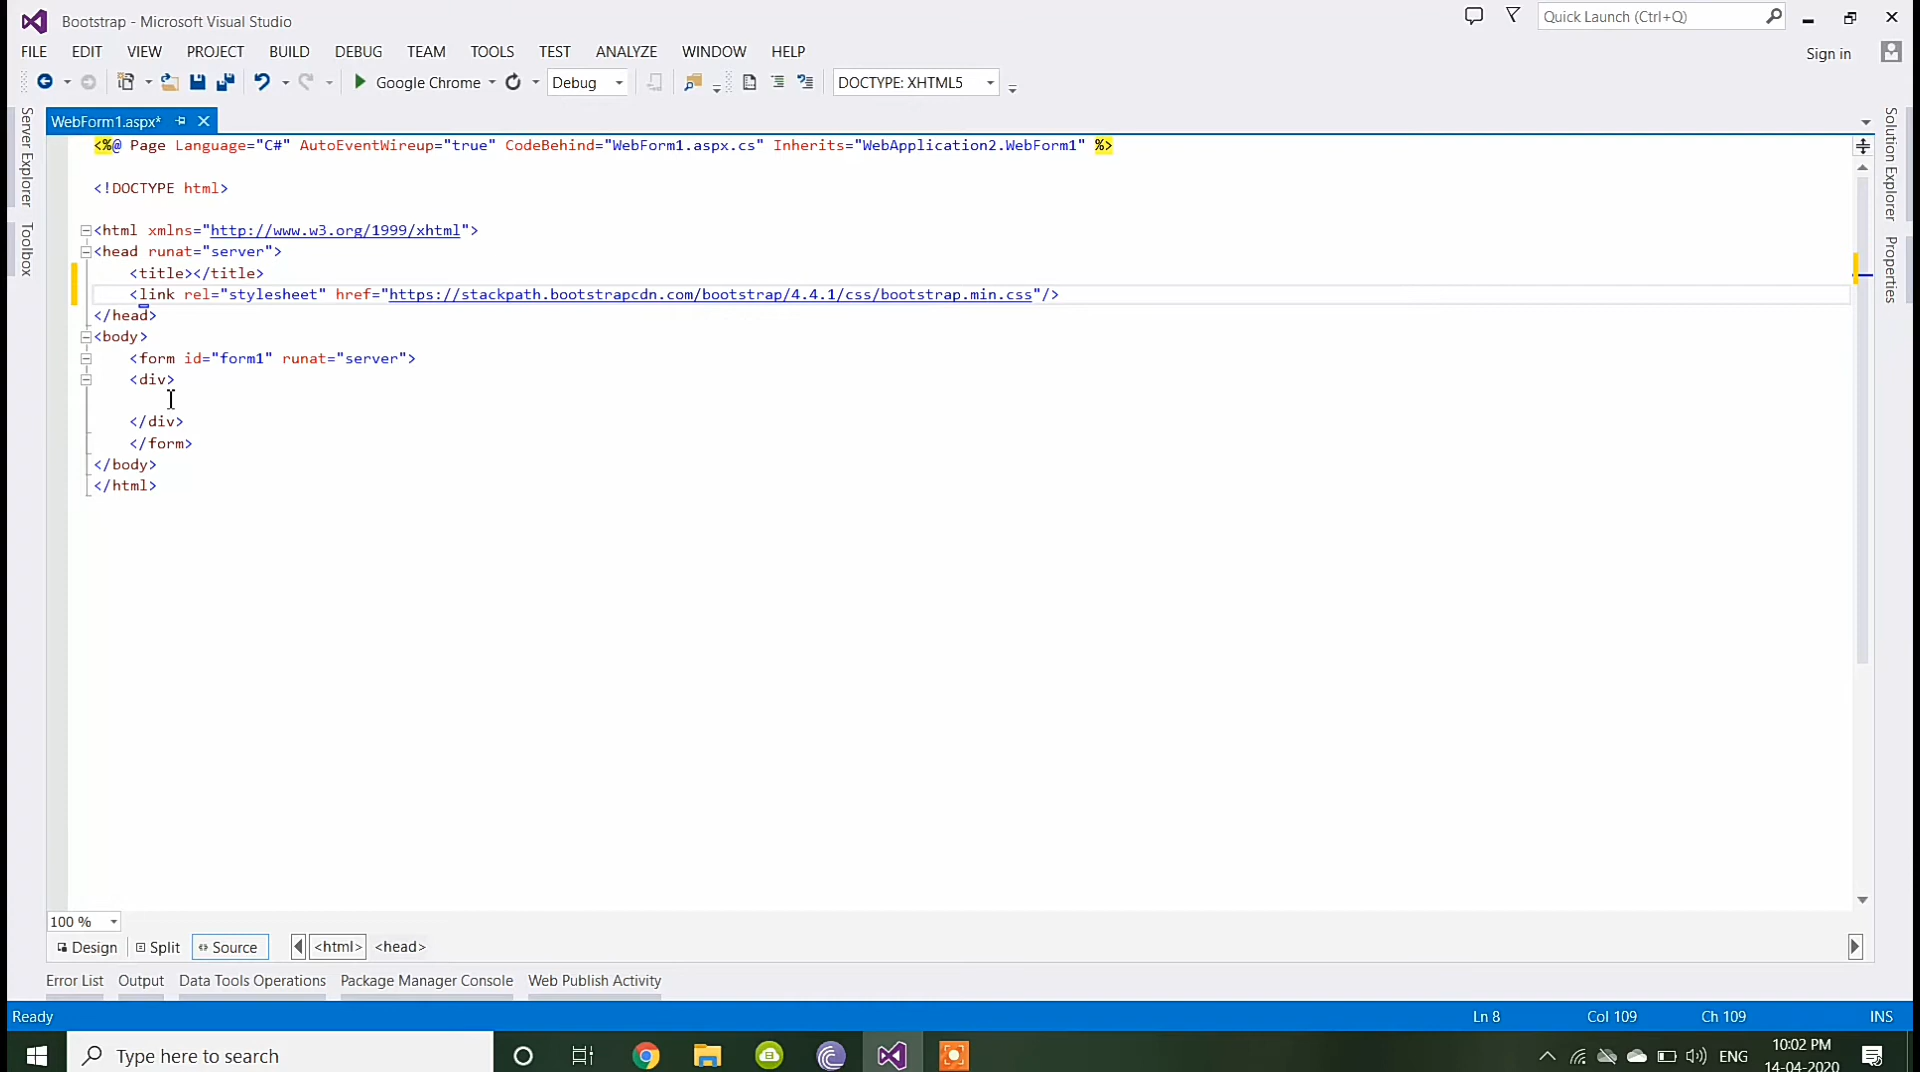 Bootstrap - Microsoft Visual Studio
Quick Launch (Ctrl+Q)
FILE EDIT VIEW PROJECT BUILD DEBUG TEAM TOOLS TEST ANALYZE WINDOW HELP
Sign in
Google Chrome Debug DOCTYPE: XHTML5
Server Explorer
Toolbox
Solution Explorer
Properties
WebForm1.aspx*
<%@ Page Language="C#" AutoEventWireup="true" CodeBehind="WebForm1.aspx.cs" Inherits="WebApplication2.WebForm1" %>
<!DOCTYPE html>
<html xmlns="http://www.w3.org/1999/xhtml">
<head runat="server">
<title></title>
<link rel="stylesheet" href="https://stackpath.bootstrapcdn.com/bootstrap/4.4.1/css/bootstrap.min.css"/>
</head>
<body>
<form id="form1" runat="server">
<div>
</div>
</form>
</body>
</html>
100 %
Design Split Source <html> <head>
Error List Output Data Tools Operations Package Manager Console Web Publish Activity
Ready Ln 8 Col 109 Ch 109 INS
Type here to search
ENG
10:02 PM
14-04-2020